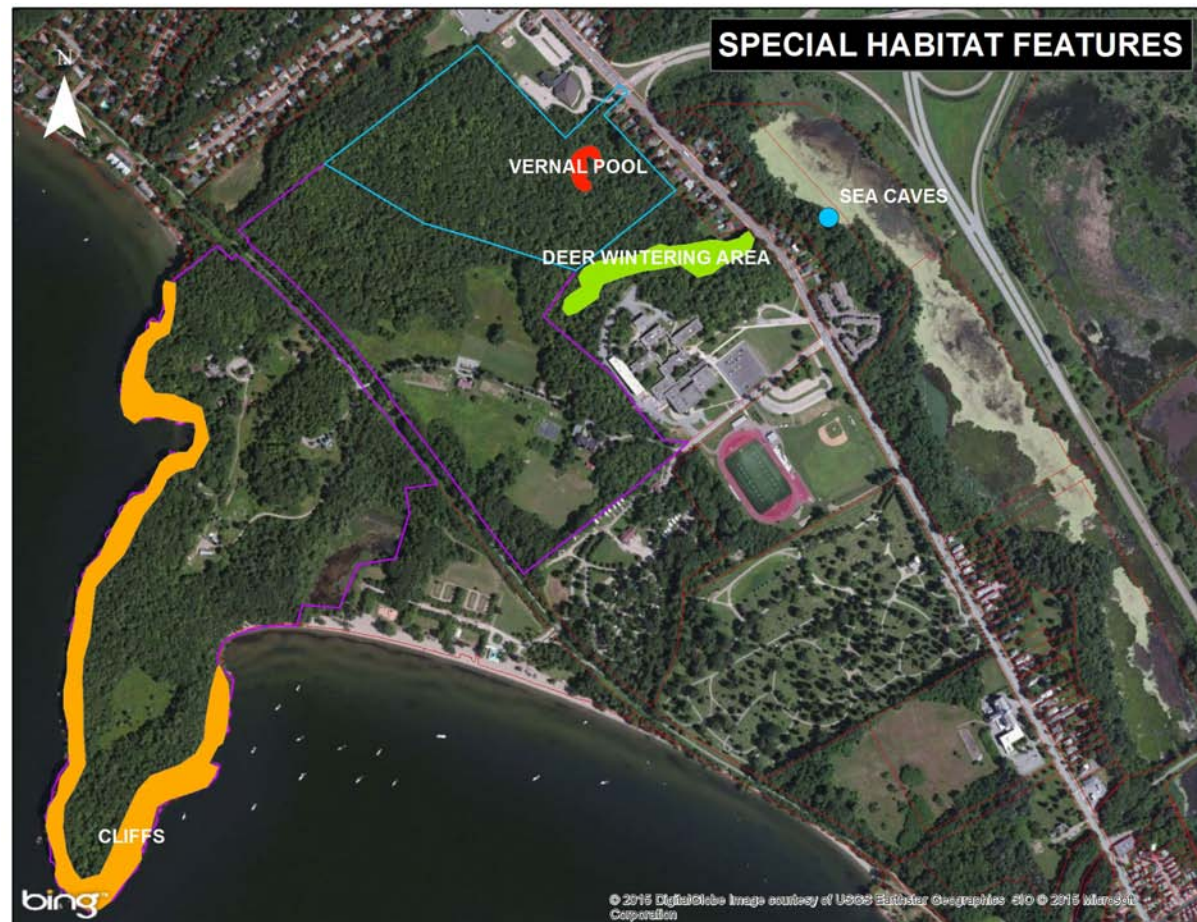 SPECIAL HABITAT FEATURES
N
VERNAL POOL
SEA CAVES
DEER WINTERING AREA
CLIFFS
bing
© 2015 DigitalGlobe Image courtesy of USGS Earthstar Geographics SIO © 2015 Microsoft
Corporation